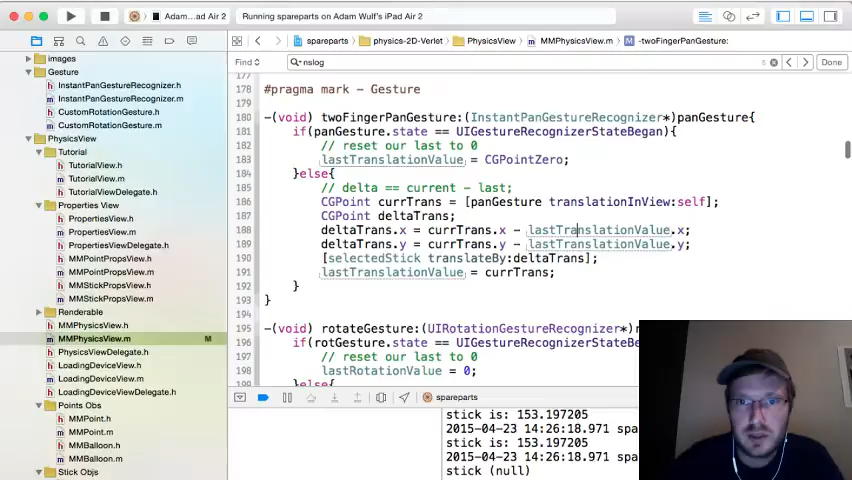 Adam...ad Air 2
Running spareparts on Adam Wulf's iPad Air 2
spareparts
physics-2D-Verlet
PhysicsView
MMPhysicsView.m
-twoFingerPanGesture:
Find
nslog
6
Done
images
Gesture
InstantPanGestureRecognizer.h
InstantPanGestureRecognizer.m
CustomRotationGesture.h
CustomRotationGesture.m
PhysicsView
Tutorial
TutorialView.h
TutorialView.m
TutorialViewDelegate.h
Properties View
PropertiesView.h
PropertiesView.m
PropertiesViewDelegate.h
MMPointPropsView.h
MMPointPropsView.m
MMStickPropsView.h
MMStickPropsView.m
Renderable
MMPhysicsView.h
MMPhysicsView.m M
PhysicsViewDelegate.h
LoadingDeviceView.h
LoadingDeviceView.m
LoadingDeviceViewDelegate.h
Points Obs
MMPoint.h
MMPoint.m
MMBalloon.h
MMBalloon.m
Stick Objs
177
178 #pragma mark - Gesture
179
180 -(void) twoFingerPanGesture:(InstantPanGestureRecognizer*)panGesture{
181 if(panGesture.state == UIGestureRecognizerStateBegan){
182 // reset our last to 0
183 lastTranslationValue = CGPointZero;
184 }else{
185 // delta == current - last;
186 CGPoint currTrans = [panGesture translationInView:self];
187 CGPoint deltaTrans;
188 deltaTrans.x = currTrans.x - lastTranslationValue.x;
189 deltaTrans.y = currTrans.y - lastTranslationValue.y;
190 [selectedStick translateBy:deltaTrans];
191 lastTranslationValue = currTrans;
192 }
193 }
194
195 -(void) rotateGesture:(UIRotationGestureRecognizer*)r
196 if(rotGesture.state == UIGestureRecognizerStateBe
197 // reset our last to 0
198 lastRotationValue = 0;
199 }else{
spareparts
stick is: 153.197205
2015-04-23 14:26:18.971 spa
stick is: 153.197205
2015-04-23 14:26:18.971 spa
stick (null)